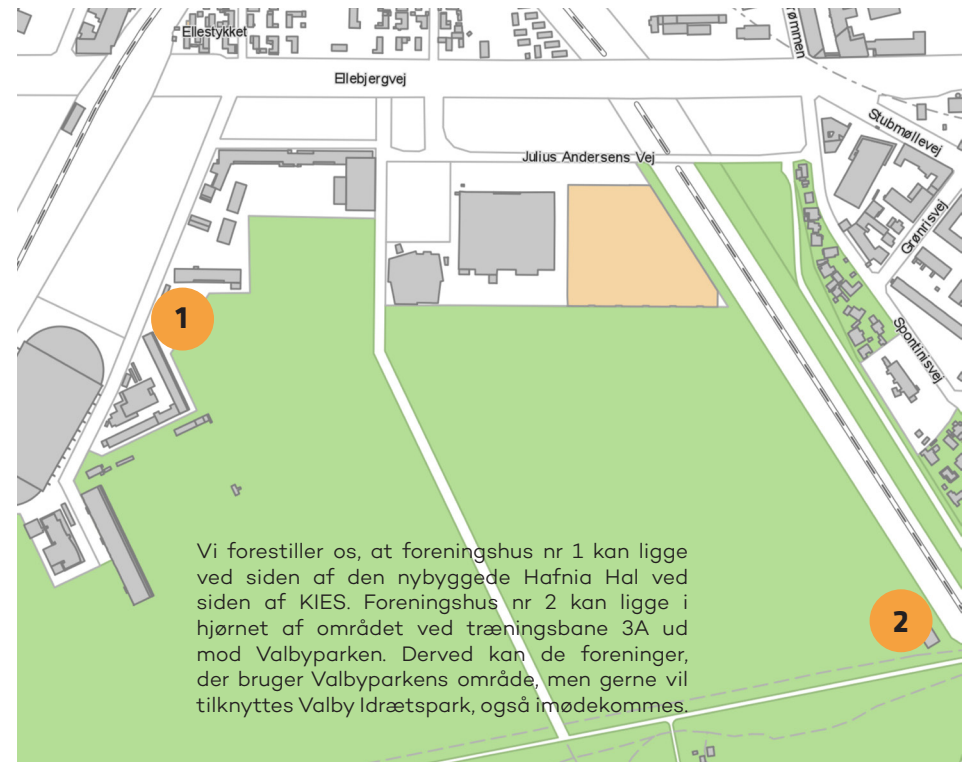 Ellestykket
rømmen
Ellebjergvej
Stubmøllevej
Julius Andersens Vej
Grønrisvej
1
Spontinisvej
Vi forestiller os, at foreningshus nr 1 kan ligge
ved siden af den nybyggede Hafnia Hal ved
siden af KIES. Foreningshus nr 2 kan ligge i
hjørnet af området ved træningsbane 3A ud
mod Valbyparken. Derved kan de foreninger,
der bruger Valbyparkens område, men gerne vil
tilknyttes Valby Idrætspark, også imødekommes.
2